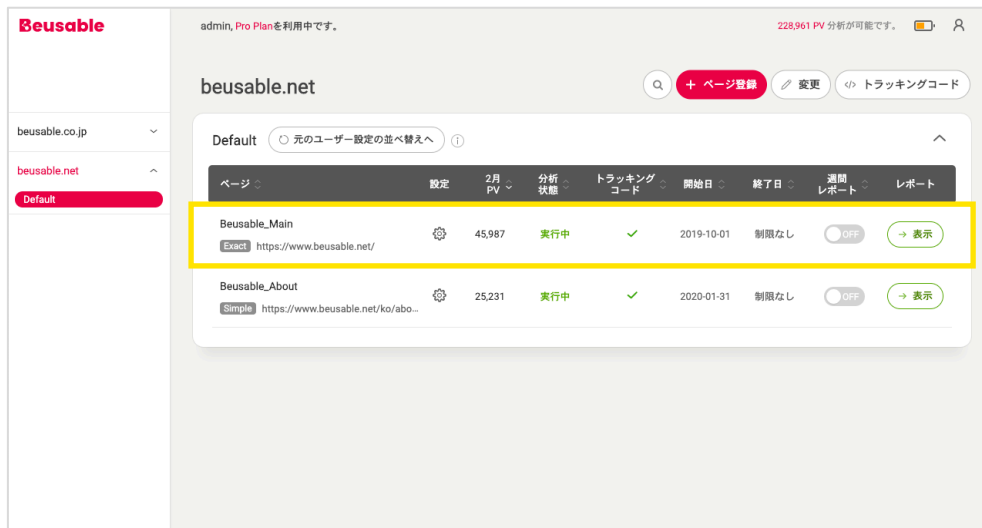 Beusable
admin, Pro Planを利用中です。
228,961 PV 分析が可能です。
beusable.net
+ ページ登録
変更
</> トラッキングコード
beusable.co.jp
beusable.net
Default
Default
元のユーザー設定の並べ替えへ
ページ 設定 2月 PV 分析 状態 トラッキング コード 開始日 終了日 週間 レポート レポート
Beusable_Main
Exact https://www.beusable.net/
45,987 実行中 2019-10-01 制限なし OFF → 表示
Beusable_About
Simple https://www.beusable.net/ko/abo...
25,231 実行中 2020-01-31 制限なし OFF → 表示